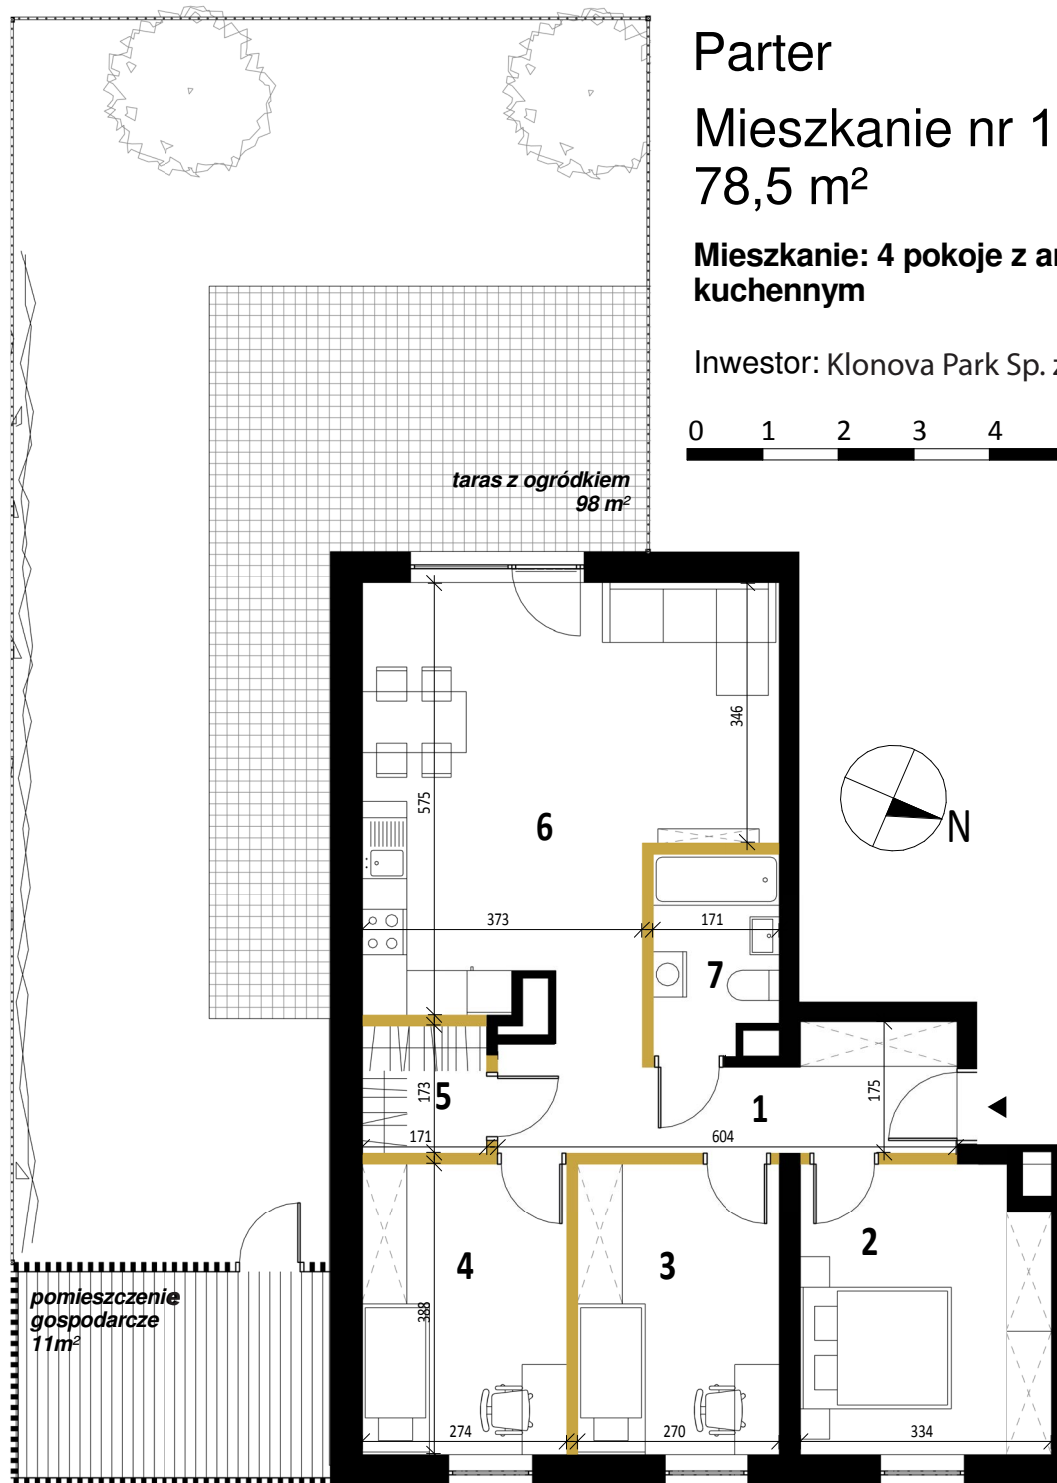 Parter
Mieszkanie nr 1
78,5 m²
Mieszkanie: 4 pokoje z
kuchennym
Inwestor: Klonova Park Sp.
0 1 2 3 4
taras z ogródkiem
98 m²
346
575
6
N
373
171
7
5
173
1
175
171
604
2
4
3
388
pomieszczenie
gospodarcze
11m²
274
270
334